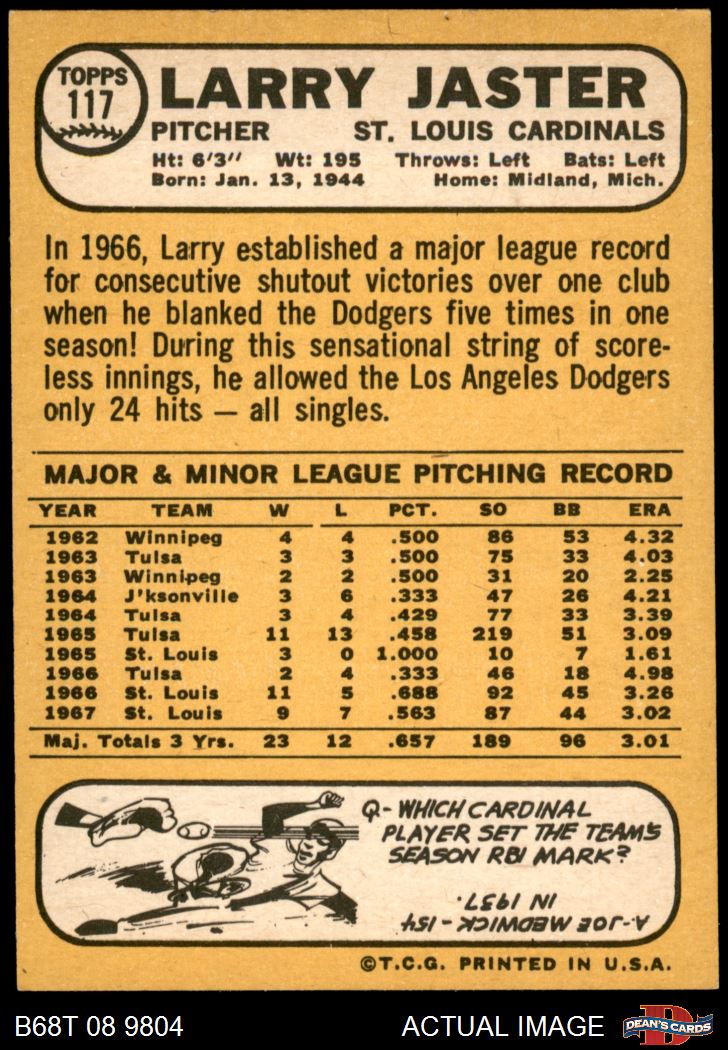 TOPPS
117
LARRY JASTER
PITCHER ST. LOUIS CARDINALS
Ht: 6'3" Wt: 195 Throws: Left Bats: Left
Born: Jan. 13, 1944 Home: Midland, Mich.
In 1966, Larry established a major league record
for consecutive shutout victories over one club
when he blanked the Dodgers five times in one
season! During this sensational string of score-
less innings, he allowed the Los Angeles Dodgers
only 24 hits — all singles.
MAJOR & MINOR LEAGUE PITCHING RECORD
YEAR TEAM W L PCT. SO BB ERA
1962 Winnipeg 4 4 .500 86 53 4.32
1963 Tulsa 3 3 .500 75 33 4.03
1963 Winnipeg 2 2 .500 31 20 2.25
1964 J'ksonville 3 6 .333 47 26 4.21
1964 Tulsa 3 4 .429 77 33 3.39
1965 Tulsa 11 13 .458 219 51 3.09
1965 St. Louis 3 0 1.000 10 7 1.61
1966 Tulsa 2 4 .333 46 18 4.98
1966 St. Louis 11 5 .688 92 45 3.26
1967 St. Louis 9 7 .563 87 44 3.02
Maj. Totals 3 Yrs. 23 12 .657 189 96 3.01
Q-WHICH CARDINAL
PLAYER SET THE TEAM'S
SEASON RBI MARK?
A-JOE MEDWICK-154
IN 1937.
©T.C.G. PRINTED IN U.S.A.
B68T 08 9804 ACTUAL IMAGE
D
DEAN'S CARDS